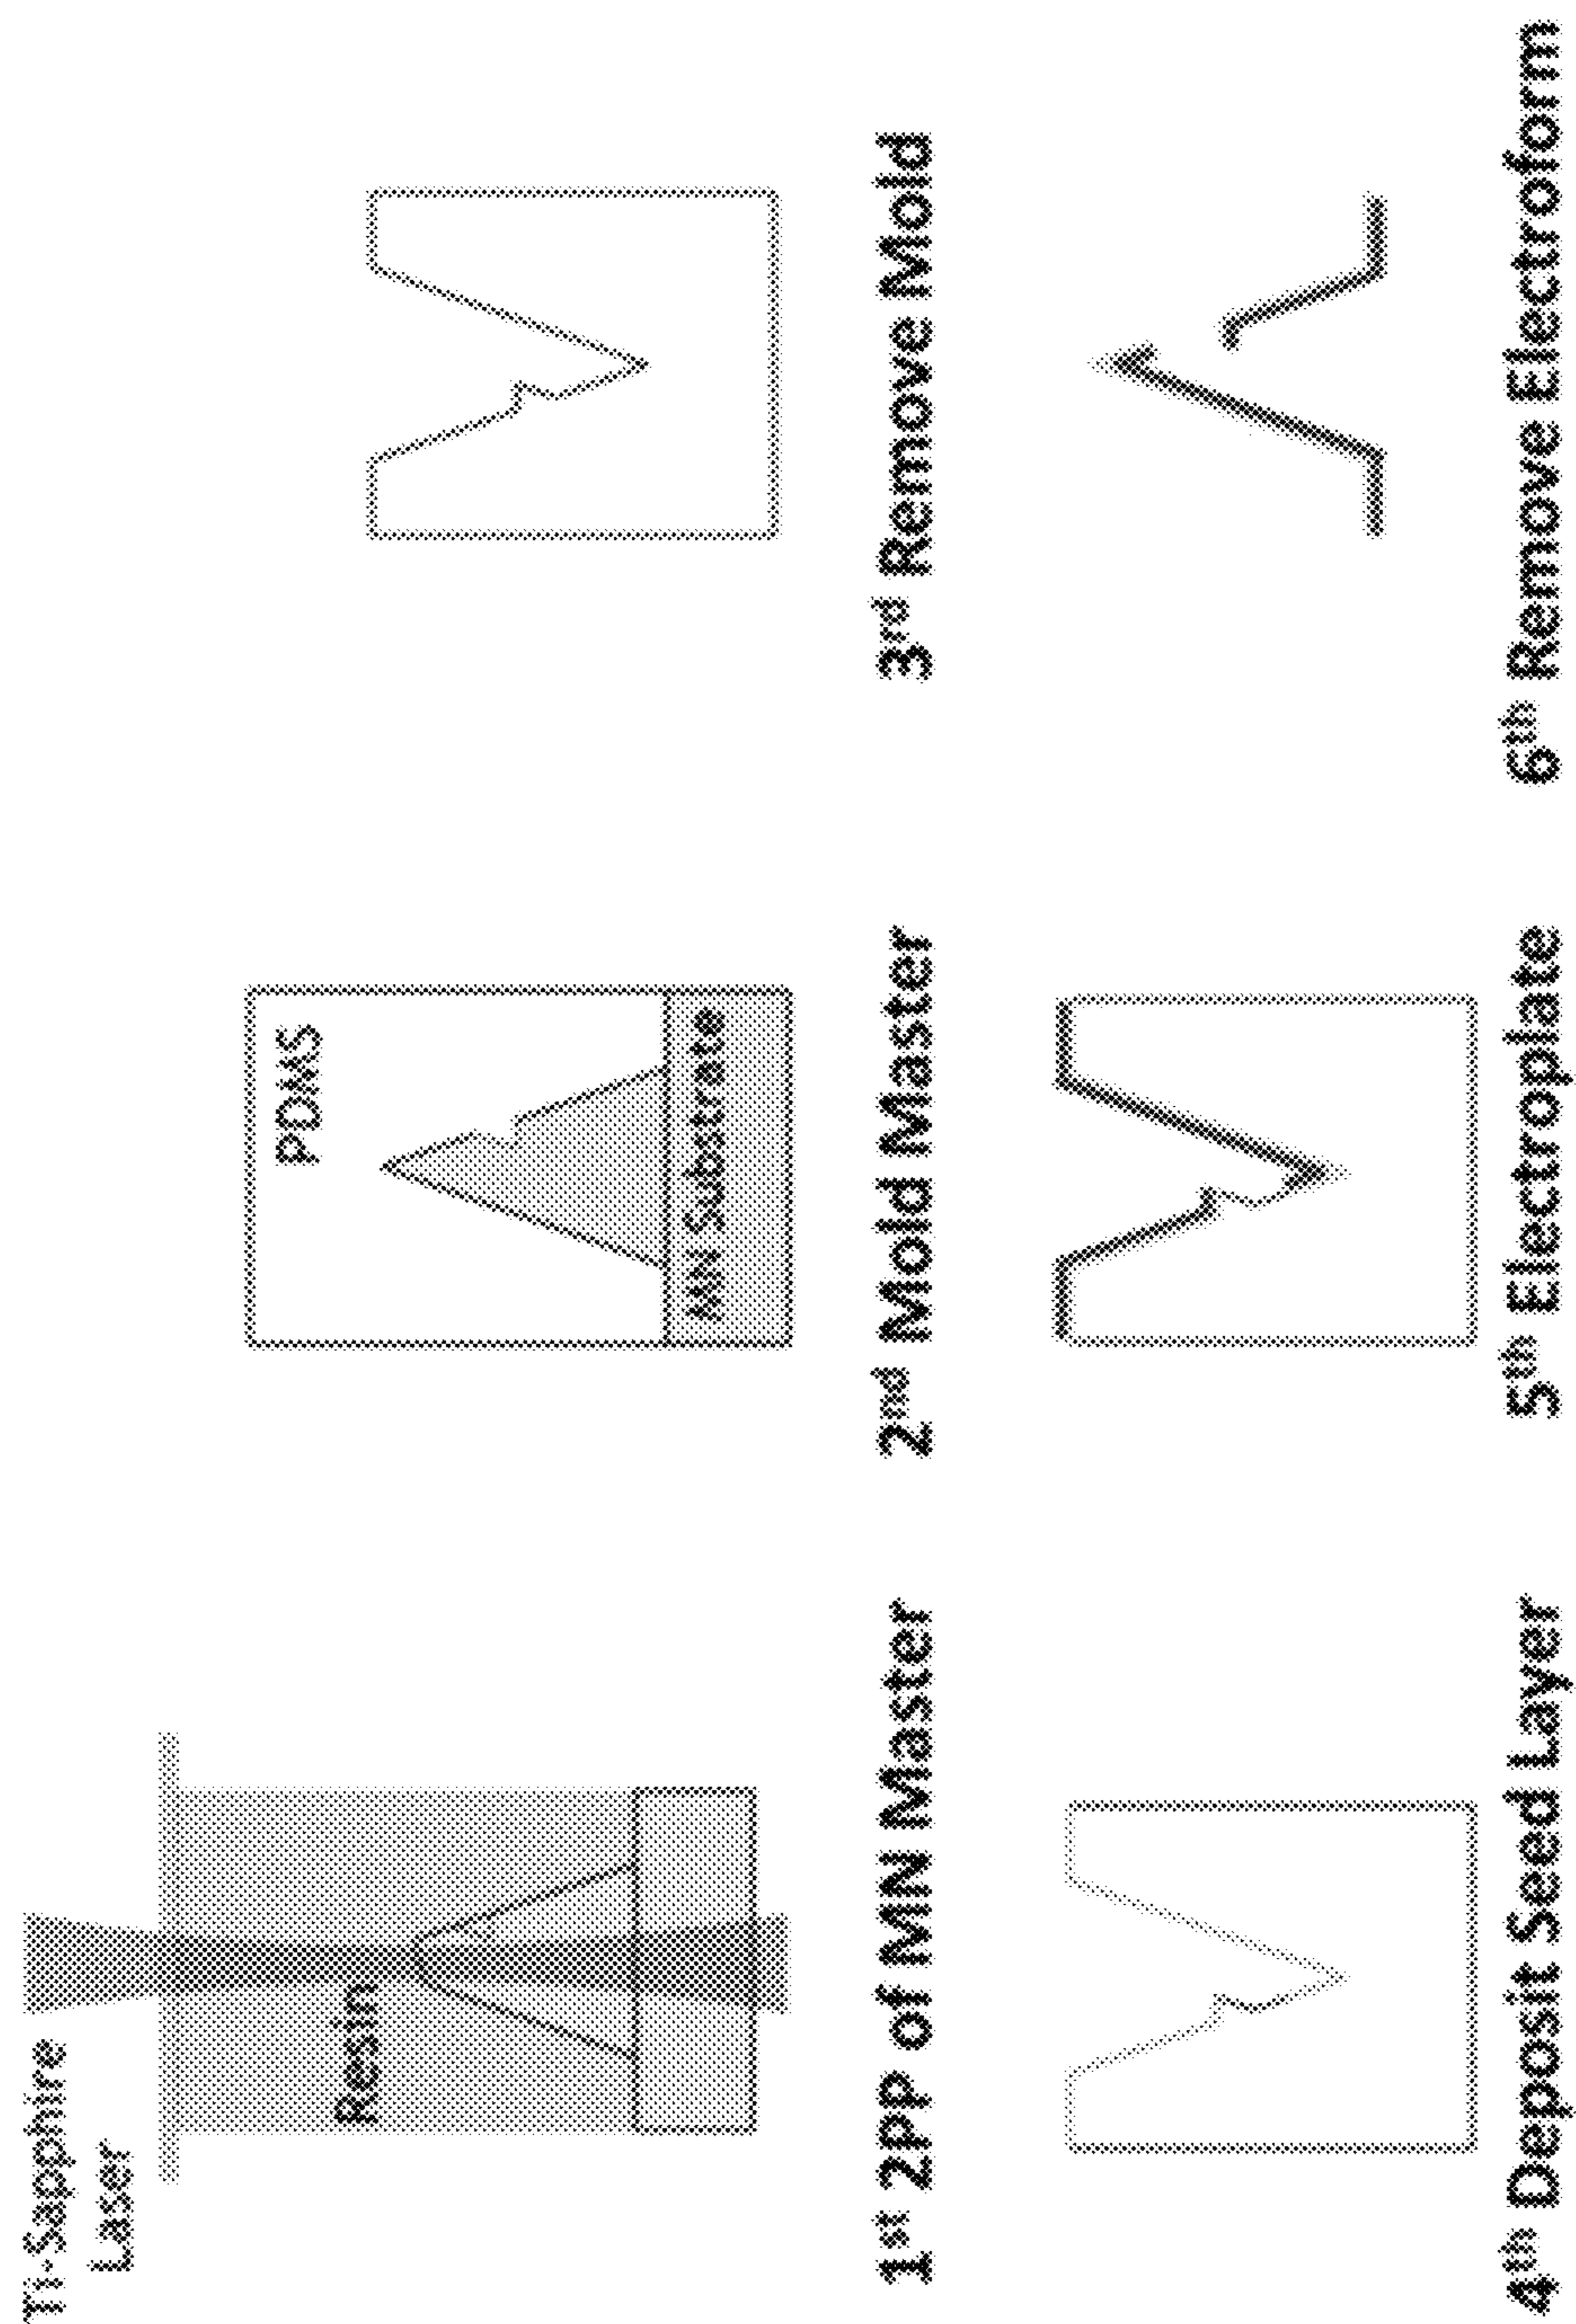 Ti-Sapphire
Laser
Resin
1st 2PP of MN Master
PDMS
MN Substrate
2nd Mold Master
3rd Remove Mold
4th Deposit Seed Layer
5th Electroplate
6th Remove Electroform